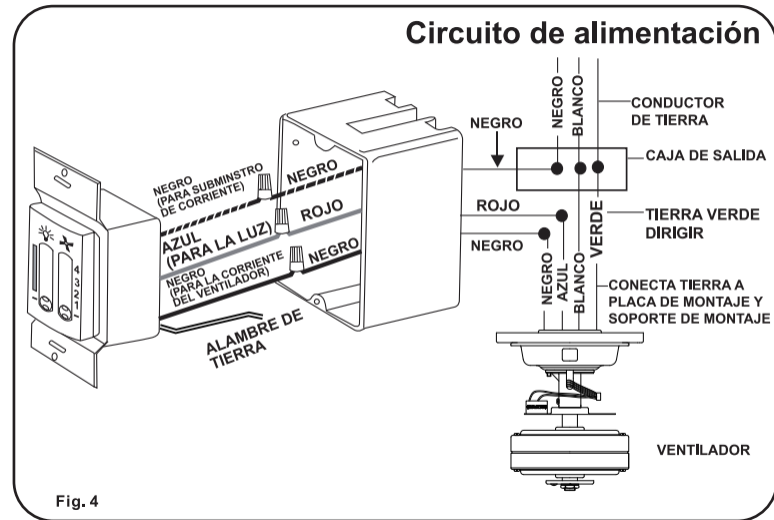 Circuito de alimentación
NEGRO
BLANCO
VERDE
CONDUCTOR
DE TIERRA
NEGRO
CAJA DE SALIDA
NEGRO
(PARA SUBMINSTRO
DE CORRIENTE)
NEGRO
AZUL
(PARA LA LUZ)
ROJO
NEGRO
(PARA LA CORRIENTE
DEL VENTILADOR)
NEGRO
ALAMBRE DE
TIERRA
4
3
2
1
ROJO
NEGRO
TIERRA VERDE
DIRIGIR
VERDE
NEGRO
AZUL
BLANCO
CONECTA TIERRA A
PLACA DE MONTAJE Y
SOPORTE DE MONTAJE
VENTILADOR
Fig. 4